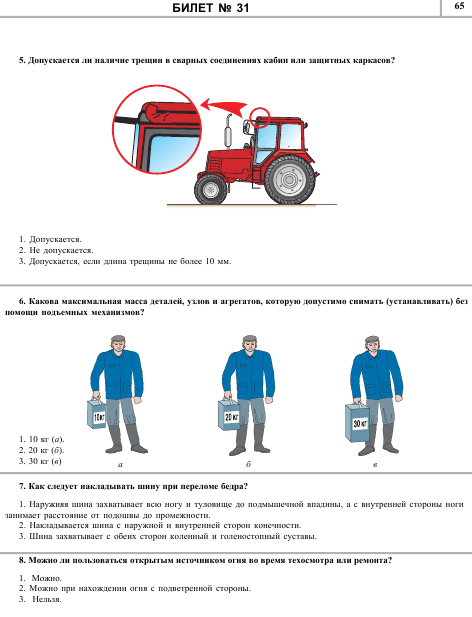 БИЛЕТ № 31
65
5. Допускается ли наличие трещин в сварных соединениях кабин или защитных каркасов?
1. Допускается.
2. Не допускается.
3. Допускается, если длина трещины не более 10 мм.
6. Какова максимальная масса деталей, узлов и агрегатов, которую допустимо снимать (устанавливать) без
помощи подъемных механизмов?
10кг
20 кг
30 кг
1. 10 кг (а).
2. 20 кг (б).
3. 30 кг (в)
а
б
в
7. Как следует накладывать шину при переломе бедра?
1. Наружняя шина захватывает всю ногу и туловище до подмышечной впадины, а с внутренней стороны ноги
занимает расстояние от подошвы до промежности.
2. Накладывается шина с наружной и внутренней сторон конечности.
3. Шина захватывает с обеих сторон коленный и голеностопный суставы.
8. Можно ли пользоваться открытым источником огня во время техосмотра или ремонта?
1. Можно.
2. Можно при нахождении огня с подветренной стороны.
3. Нельзя.